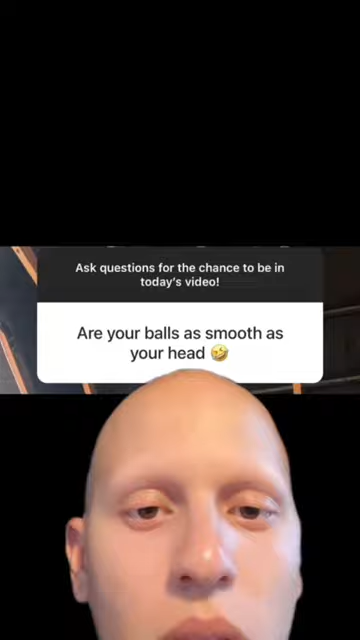 Ask questions for the chance to be in
today's video!
Are your balls as smooth as
your head 🤣